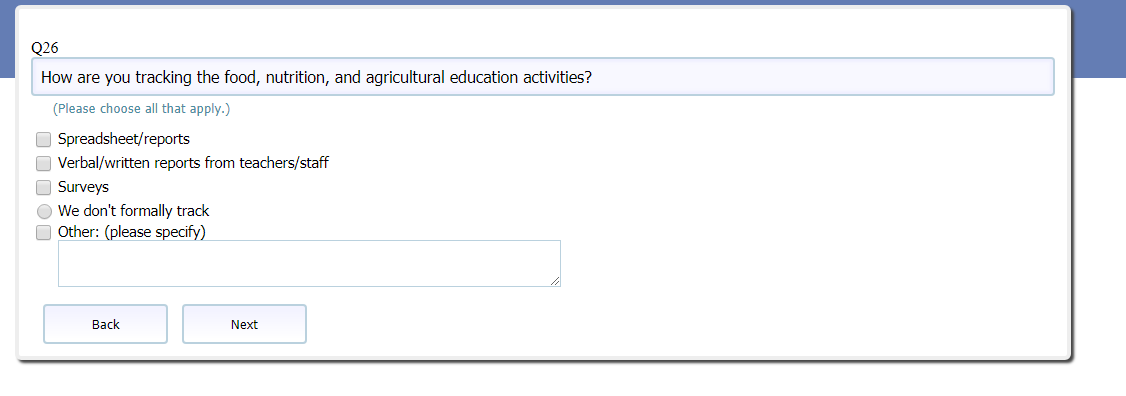 Q26
How are you tracking the food, nutrition, and agricultural education activities?
(Please choose all that apply.)
Spreadsheet/reports
Verbal/written reports from teachers/staff
Surveys
We don't formally track
Other: (please specify)
Back Next